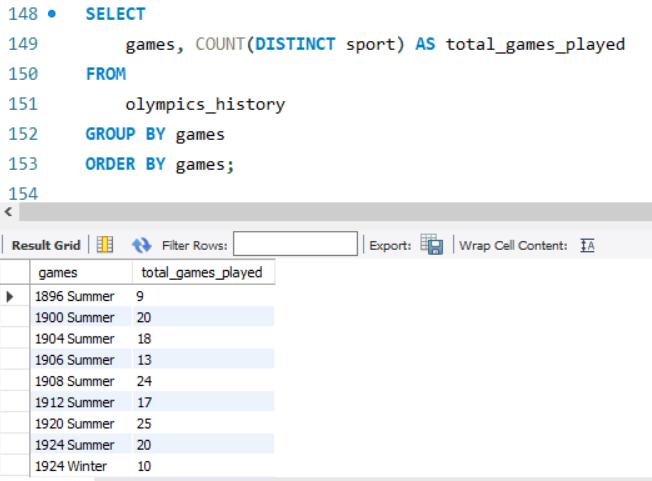 148 SELECT
149 games, COUNT(DISTINCT sport) AS total_games_played
150 FROM
151 olympics_history
152 GROUP BY games
153 ORDER BY games;
154
Result Grid Filter Rows: Export: Wrap Cell Content: IA
games total_games_played
1896 Summer 9
1900 Summer 20
1904 Summer 18
1906 Summer 13
1908 Summer 24
1912 Summer 17
1920 Summer 25
1924 Summer 20
1924 Winter 10